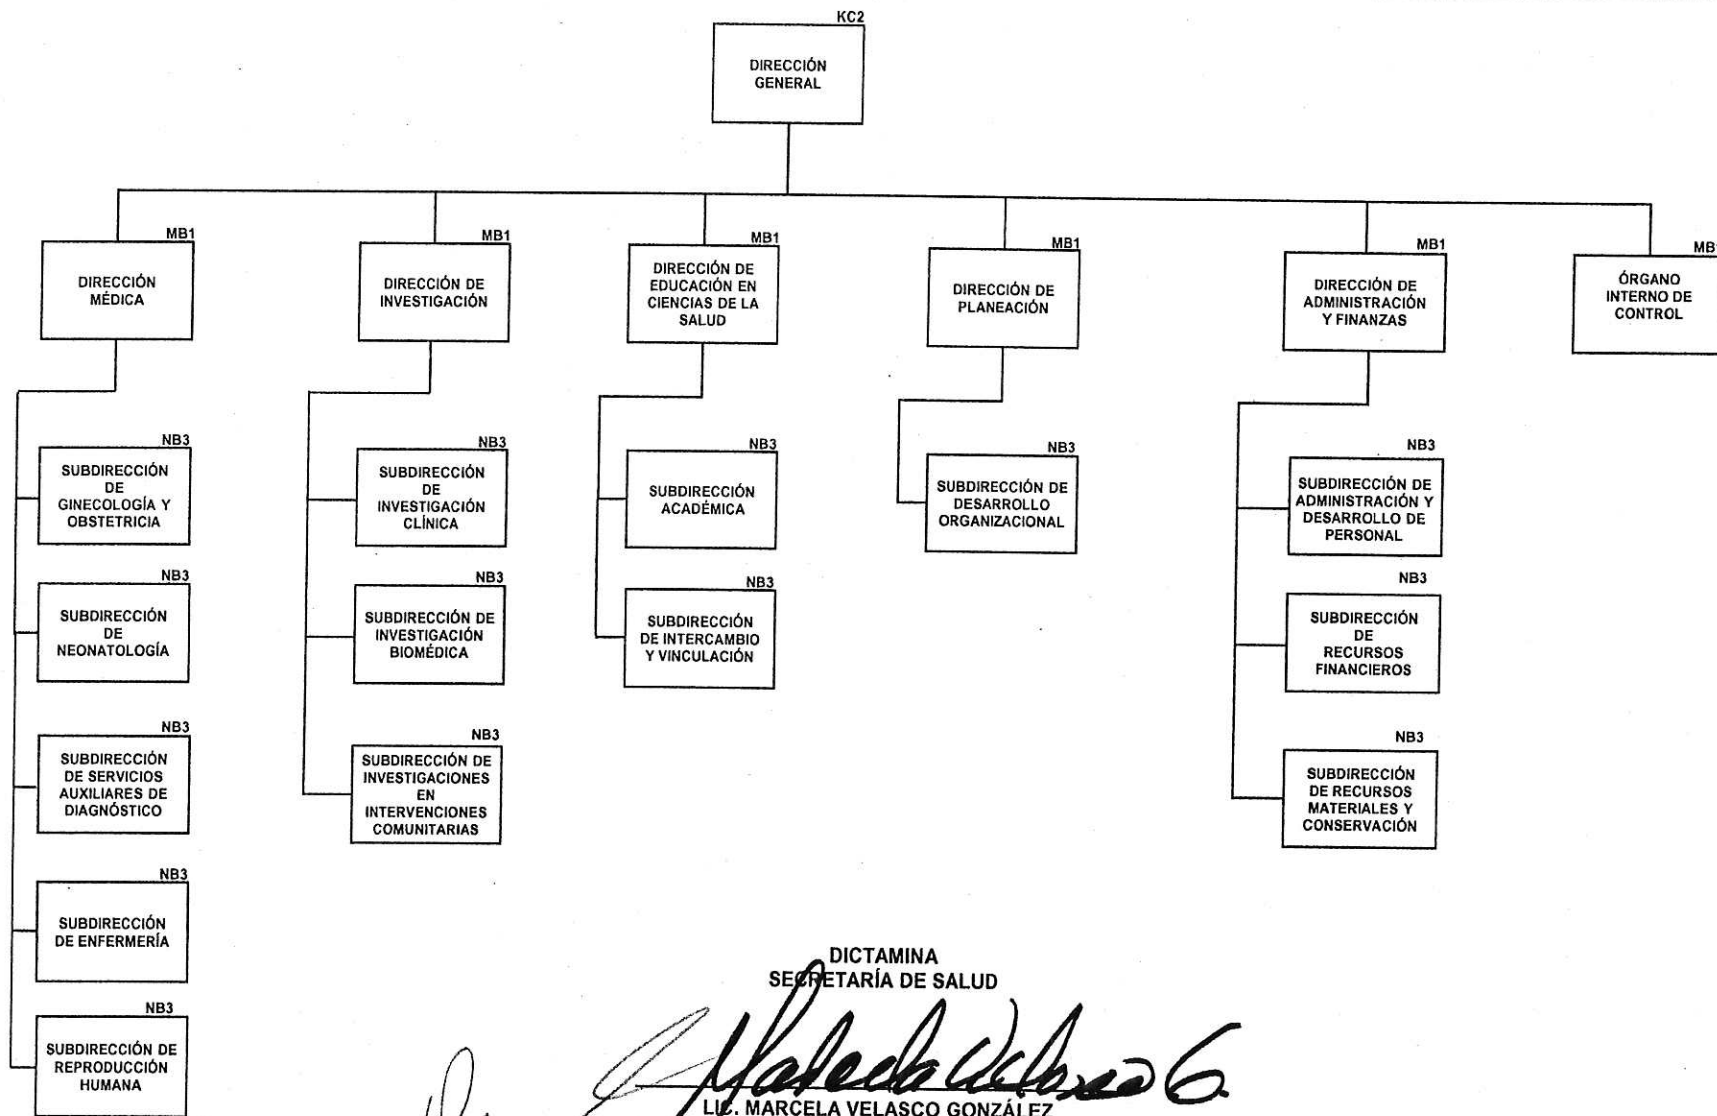 KC2
DIRECCIÓN
GENERAL
MB1
DIRECCIÓN
MÉDICA
MB1
DIRECCIÓN DE
INVESTIGACIÓN
MB1
DIRECCIÓN DE
EDUCACIÓN EN
CIENCIAS DE LA
SALUD
MB1
DIRECCIÓN DE
PLANEACIÓN
MB1
DIRECCIÓN DE
ADMINISTRACIÓN
Y FINANZAS
MB1
ÓRGANO
INTERNO DE
CONTROL
NB3
SUBDIRECCIÓN
DE
GINECOLOGÍA Y
OBSTETRICIA
NB3
SUBDIRECCIÓN
DE
NEONATOLOGÍA
NB3
SUBDIRECCIÓN
DE SERVICIOS
AUXILIARES DE
DIAGNÓSTICO
NB3
SUBDIRECCIÓN
DE ENFERMERÍA
NB3
SUBDIRECCIÓN DE
REPRODUCCIÓN
HUMANA
NB3
SUBDIRECCIÓN
DE
INVESTIGACIÓN
CLÍNICA
NB3
SUBDIRECCIÓN DE
INVESTIGACIÓN
BIOMÉDICA
NB3
SUBDIRECCIÓN DE
INVESTIGACIONES
EN
INTERVENCIONES
COMUNITARIAS
NB3
SUBDIRECCIÓN
ACADÉMICA
NB3
SUBDIRECCIÓN
DE INTERCAMBIO
Y VINCULACIÓN
NB3
SUBDIRECCIÓN DE
DESARROLLO
ORGANIZACIONAL
NB3
SUBDIRECCIÓN DE
ADMINISTRACIÓN Y
DESARROLLO DE
PERSONAL
NB3
SUBDIRECCIÓN
DE
RECURSOS
FINANCIEROS
NB3
SUBDIRECCIÓN
DE RECURSOS
MATERIALES Y
CONSERVACIÓN
DICTAMINA
SECRETARÍA DE SALUD
Marcela Velasco G.
LIC. MARCELA VELASCO GONZÁLEZ